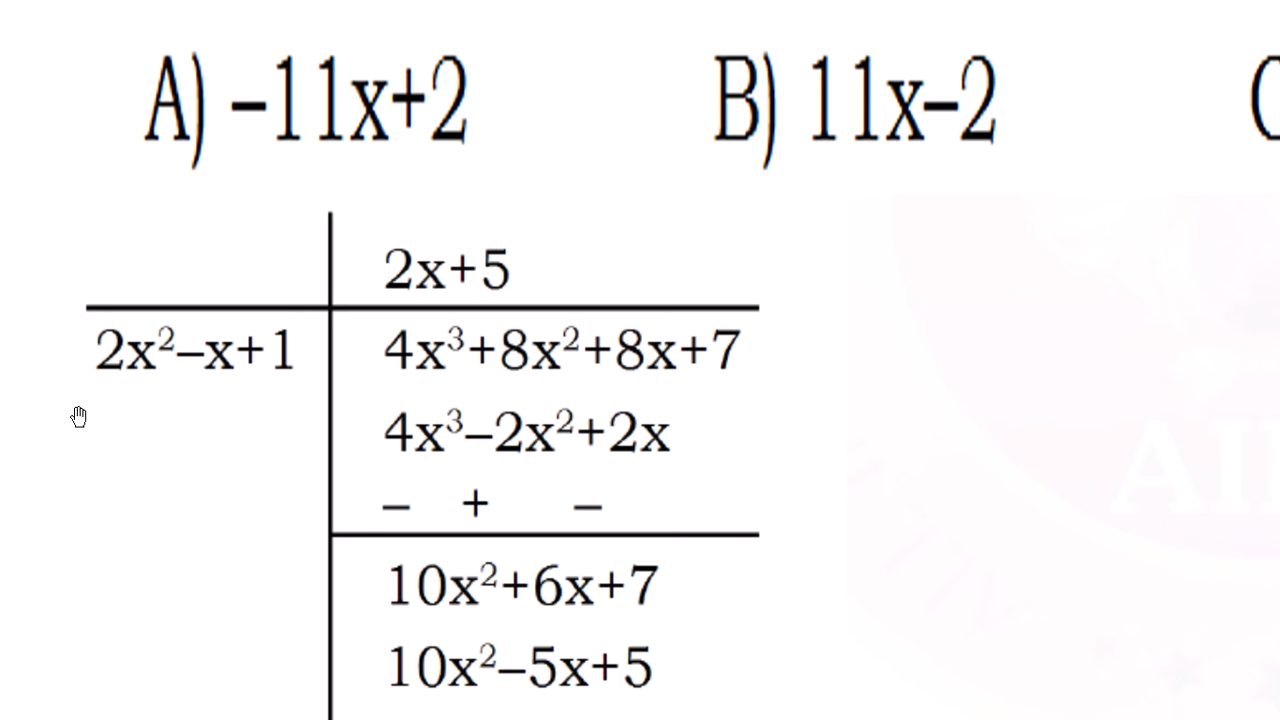 A) –11x+2 B) 11x–2
2x+5
2x²–x+1 4x³+8x²+8x+7
4x³–2x²+2x
– + –
10x²+6x+7
10x²–5x+5